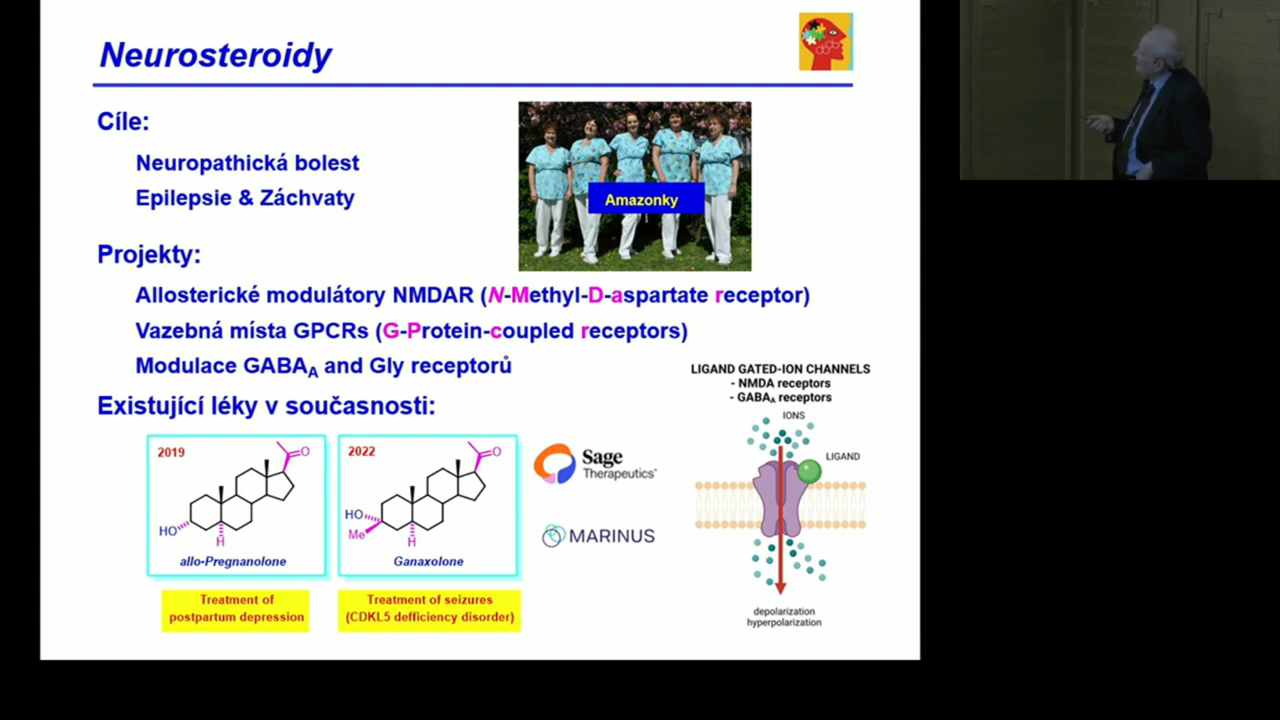 Neurosteroidy
Cíle:
Neuropathická bolest
Epilepsie & Záchvaty
Amazonky
Projekty:
Allosterické modulátory NMDAR (N-Methyl-D-aspartate receptor)
Vazebná místa GPCRs (G-Protein-coupled receptors)
Modulace GABAA and Gly receptorů
Existující léky v současnosti:
2019
O
HO
H
allo-Pregnanolone
Treatment of
postpartum depression
2022
O
HO
Me
H
Ganaxolone
Treatment of seizures
(CDKL5 defficiency disorder)
Sage
Therapeutics®
MARINUS
LIGAND GATED-ION CHANNELS
- NMDA receptors
- GABAA receptors
IONS
LIGAND
depolarization
hyperpolarization